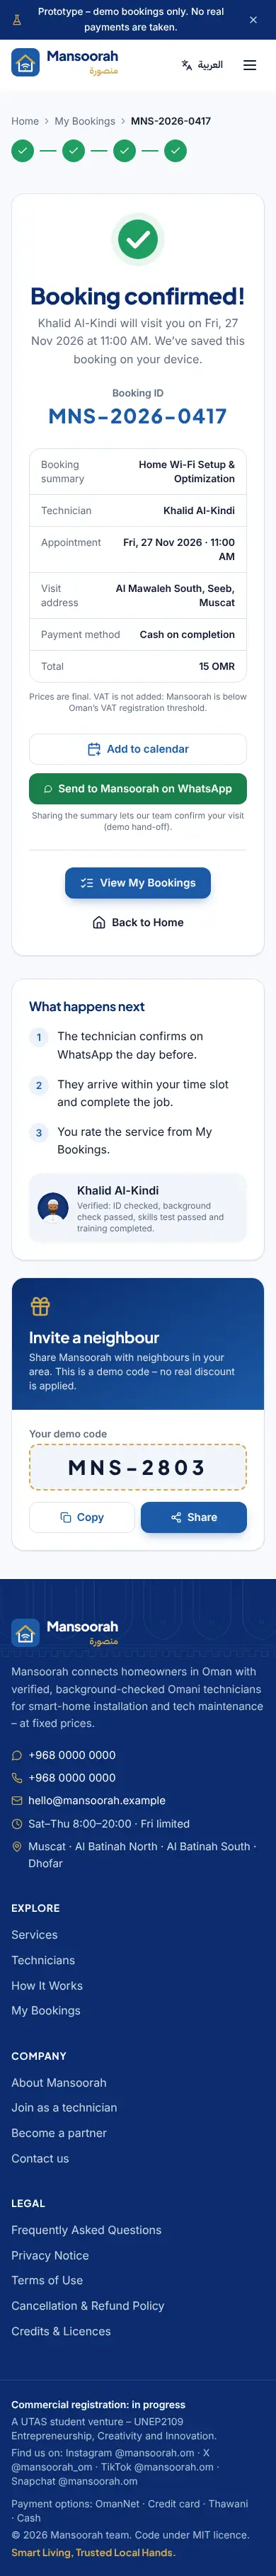 Prototype – demo bookings only. No real
payments are taken.
Mansoorah
منصورة
العربية
Home > My Bookings > MNS-2026-0417
Booking confirmed!
Khalid Al-Kindi will visit you on Fri, 27
Nov 2026 at 11:00 AM. We've saved this
booking on your device.
Booking ID
MNS-2026-0417
Booking summary Home Wi-Fi Setup & Optimization
Technician Khalid Al-Kindi
Appointment Fri, 27 Nov 2026 · 11:00 AM
Visit address Al Mawaleh South, Seeb, Muscat
Payment method Cash on completion
Total 15 OMR
Prices are final. VAT is not added: Mansoorah is below
Oman's VAT registration threshold.
Add to calendar
Send to Mansoorah on WhatsApp
Sharing the summary lets our team confirm your visit
(demo hand-off).
View My Bookings
Back to Home
What happens next
1 The technician confirms on
WhatsApp the day before.
2 They arrive within your time slot
and complete the job.
3 You rate the service from My
Bookings.
Khalid Al-Kindi
Verified: ID checked, background
check passed, skills test passed and
training completed.
Invite a neighbour
Share Mansoorah with neighbours in your
area. This is a demo code – no real discount
is applied.
Your demo code
MNS-2803
Copy
Share
Mansoorah
منصورة
Mansoorah connects homeowners in Oman with
verified, background-checked Omani technicians
for smart-home installation and tech maintenance
– at fixed prices.
+968 0000 0000
+968 0000 0000
hello@mansoorah.example
Sat–Thu 8:00–20:00 · Fri limited
Muscat · Al Batinah North · Al Batinah South ·
Dhofar
EXPLORE
Services
Technicians
How It Works
My Bookings
COMPANY
About Mansoorah
Join as a technician
Become a partner
Contact us
LEGAL
Frequently Asked Questions
Privacy Notice
Terms of Use
Cancellation & Refund Policy
Credits & Licences
Commercial registration: in progress
A UTAS student venture – UNEP2109
Entrepreneurship, Creativity and Innovation.
Find us on: Instagram @mansoorah.om · X
@mansoorah_om · TikTok @mansoorah.om ·
Snapchat @mansoorah.om
Payment options: OmanNet · Credit card · Thawani
· Cash
© 2026 Mansoorah team. Code under MIT licence.
Smart Living, Trusted Local Hands.